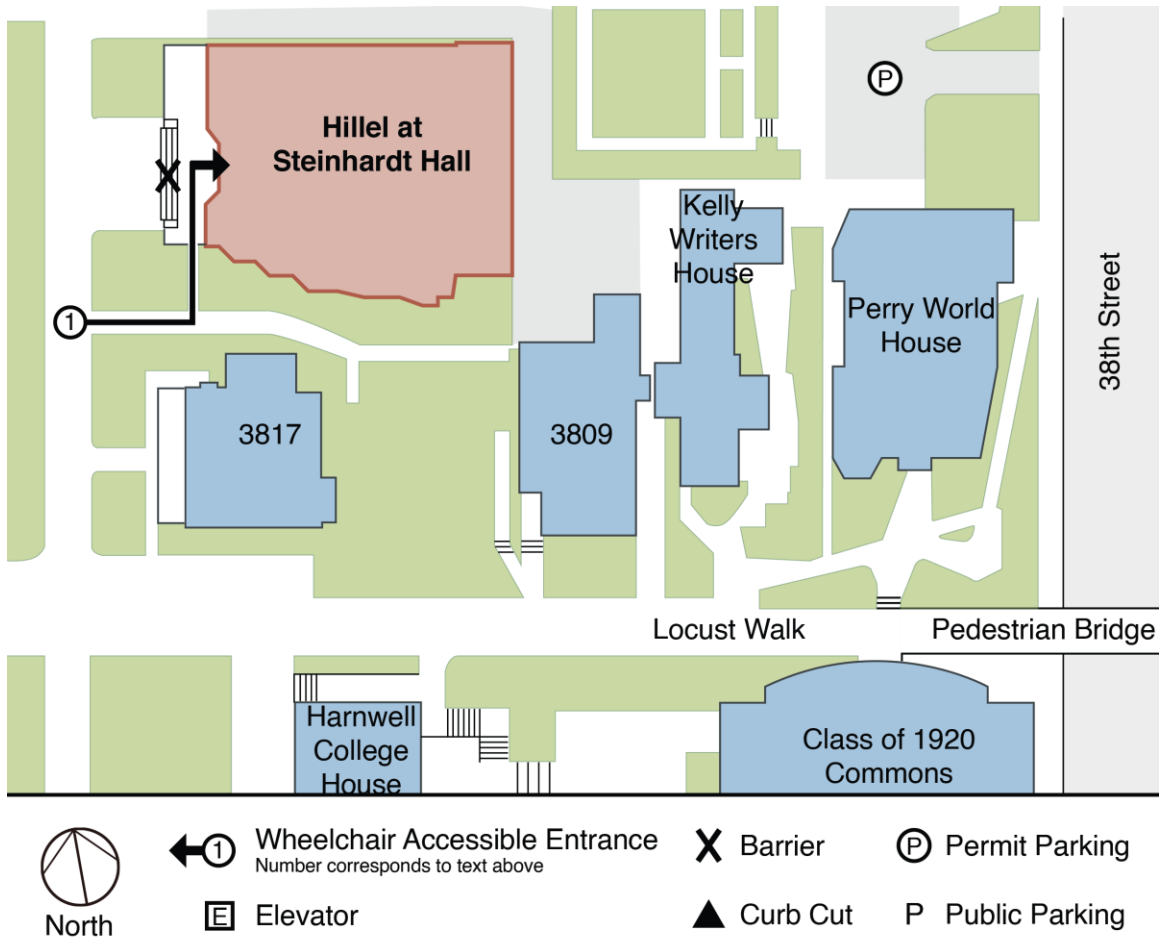 P
Hillel at
Steinhardt Hall
Kelly
Writers
House
Perry World
House
38th Street
1
3817
3809
Locust Walk
Pedestrian Bridge
Harnwell
College
House
Class of 1920
Commons
North
1
Wheelchair Accessible Entrance
Number corresponds to text above
E
Elevator
Barrier
Curb Cut
P
Permit Parking
P
Public Parking